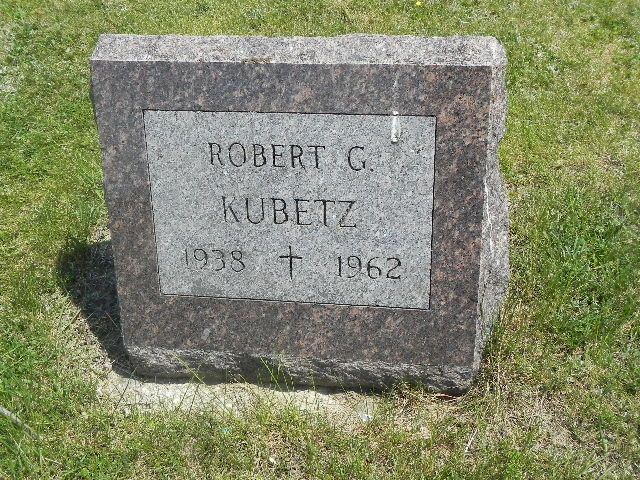 ROBERT G.
KUBETZ
1938 † 1962